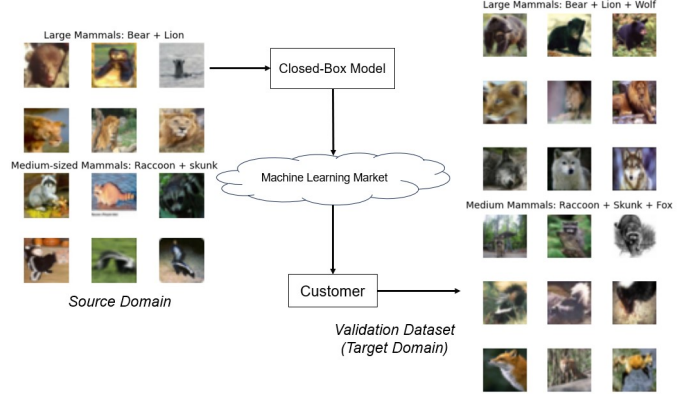 Large Mammals: Bear + Lion
Medium-sized Mammals: Raccoon + skunk
Source Domain
Closed-Box Model
Machine Learning Market
Customer
Validation Dataset
(Target Domain)
Large Mammals: Bear + Lion + Wolf
Medium Mammals: Raccoon + Skunk + Fox